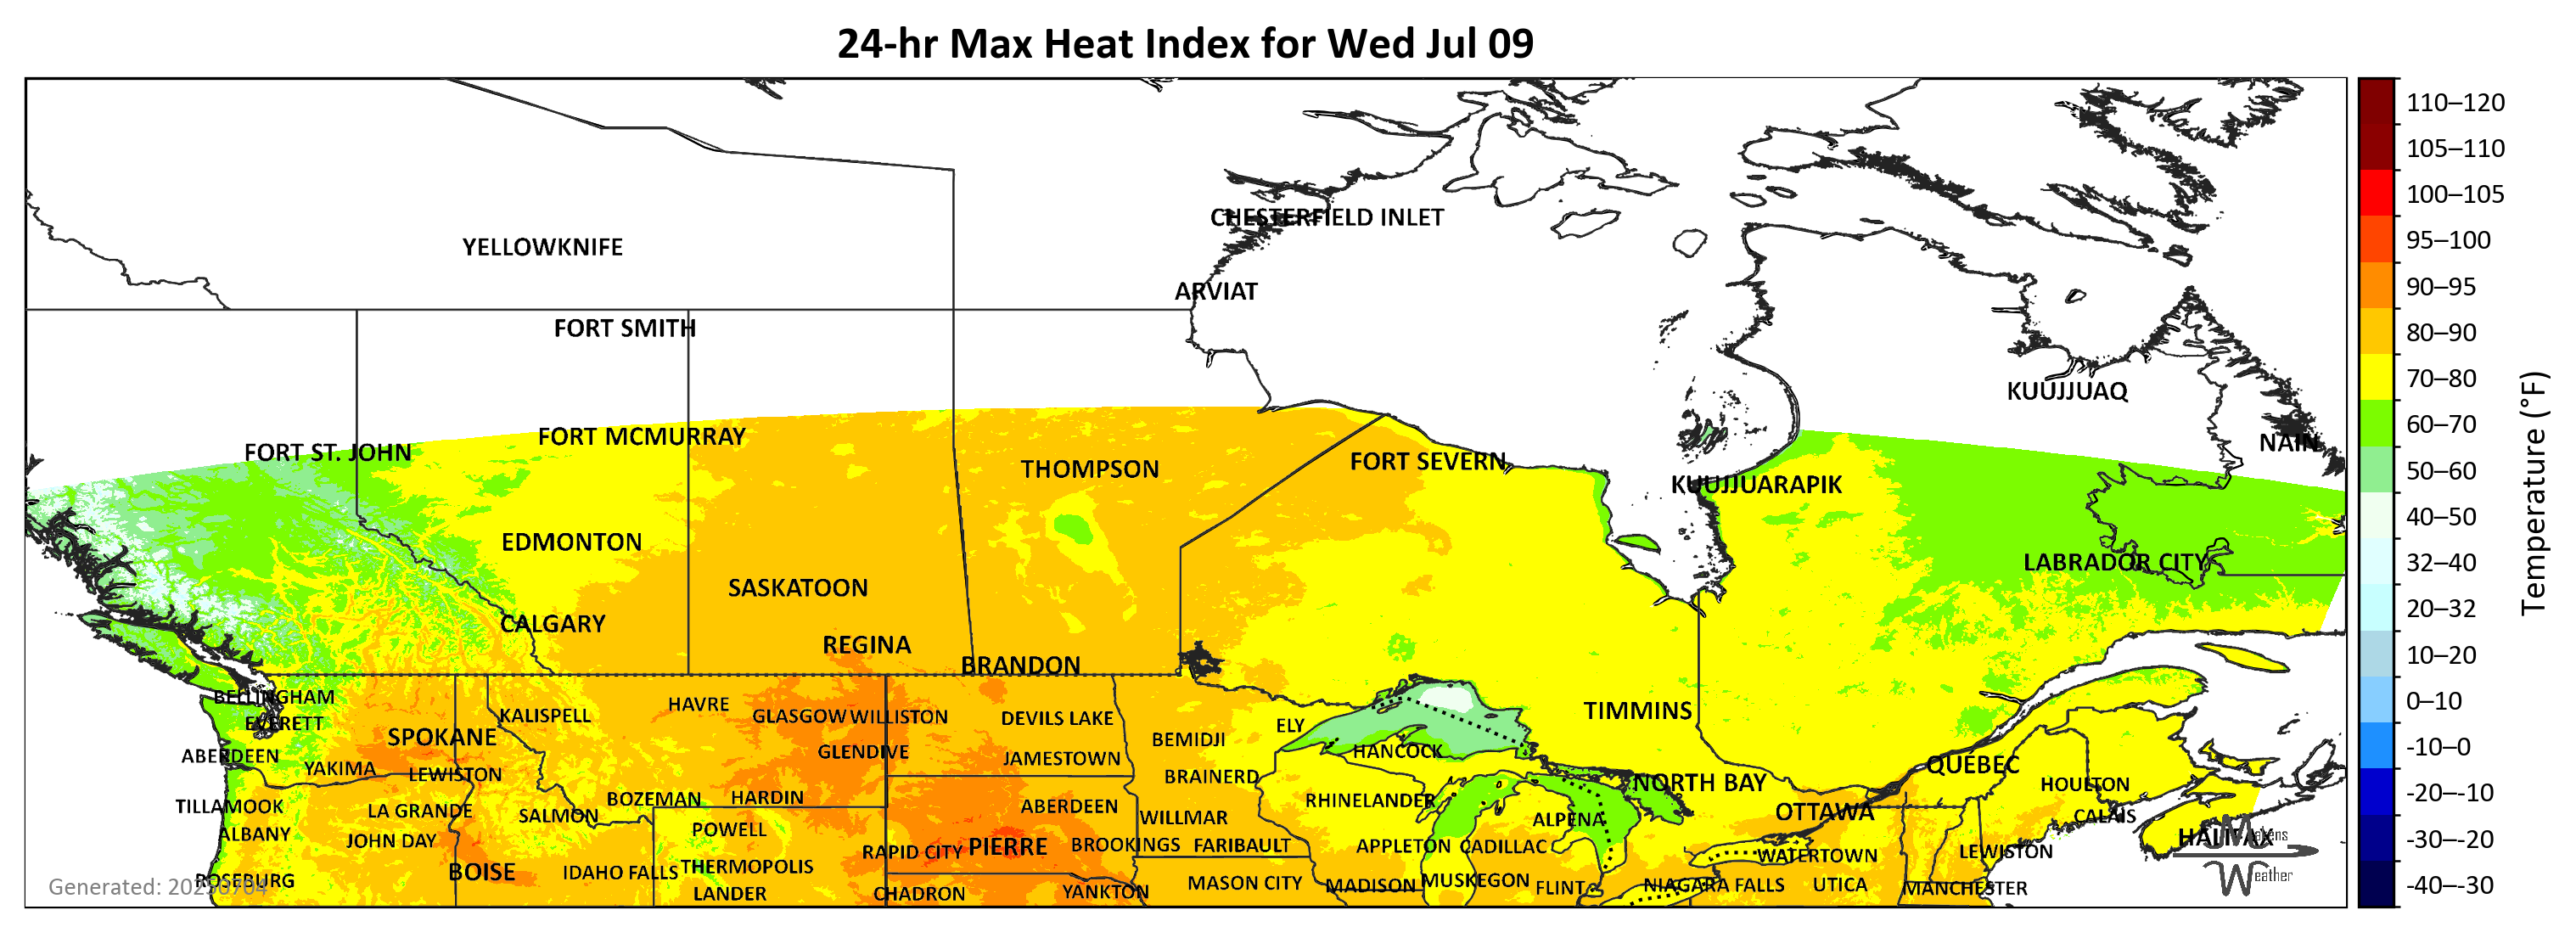 24-hr Max Heat Index for Wed Jul 09
CHESTERFIELD INLET
YELLOWKNIFE
ARVIAT
FORT SMITH
KUUJJUAQ
FORT MCMURRAY
NAIN
FORT ST. JOHN
FORT SEVERN
THOMPSON
KUUJJUARAPIK
EDMONTON
LABRADOR CITY
SASKATOON
CALGARY
REGINA
BRANDON
BELLINGHAM
HAVRE
TIMMINS
KALISPELL
GLASGOW WILLISTON
DEVILS LAKE
EVERETT
ELY
SPOKANE
BEMIDJI
GLENDIVE
HANCOCK
ABERDEEN
JAMESTOWN
QUÉBEC
YAKIMA
LEWISTON
BRAINERD
NORTH BAY
HOULTON
BOZEMAN
HARDIN
RHINELANDER
TILLAMOOK
LA GRANDE
ABERDEEN
OTTAWA
SALMON
WILLMAR
ALPENA
CALAIS
ALBANY
JOHN DAY
POWELL
HALIFAX
RAPID CITY
PIERRE
BROOKINGS
FARIBAULT
APPLETON
CADILLAC
WATERTOWN
LEWISTON
BOISE
IDAHO FALLS
THERMOPOLIS
ROSEBURG
MASON CITY
MADISON
MUSKEGON
FLINT
NIAGARA FALLS
UTICA
MANCHESTER
LANDER
CHADRON
YANKTON
Generated: 20250704
Weather
110–120
105–110
100–105
95–100
90–95
80–90
70–80
60–70
50–60
40–50
32–40
20–32
10–20
0–10
-10–0
-20–-10
-30–-20
-40–-30
Temperature (°F)